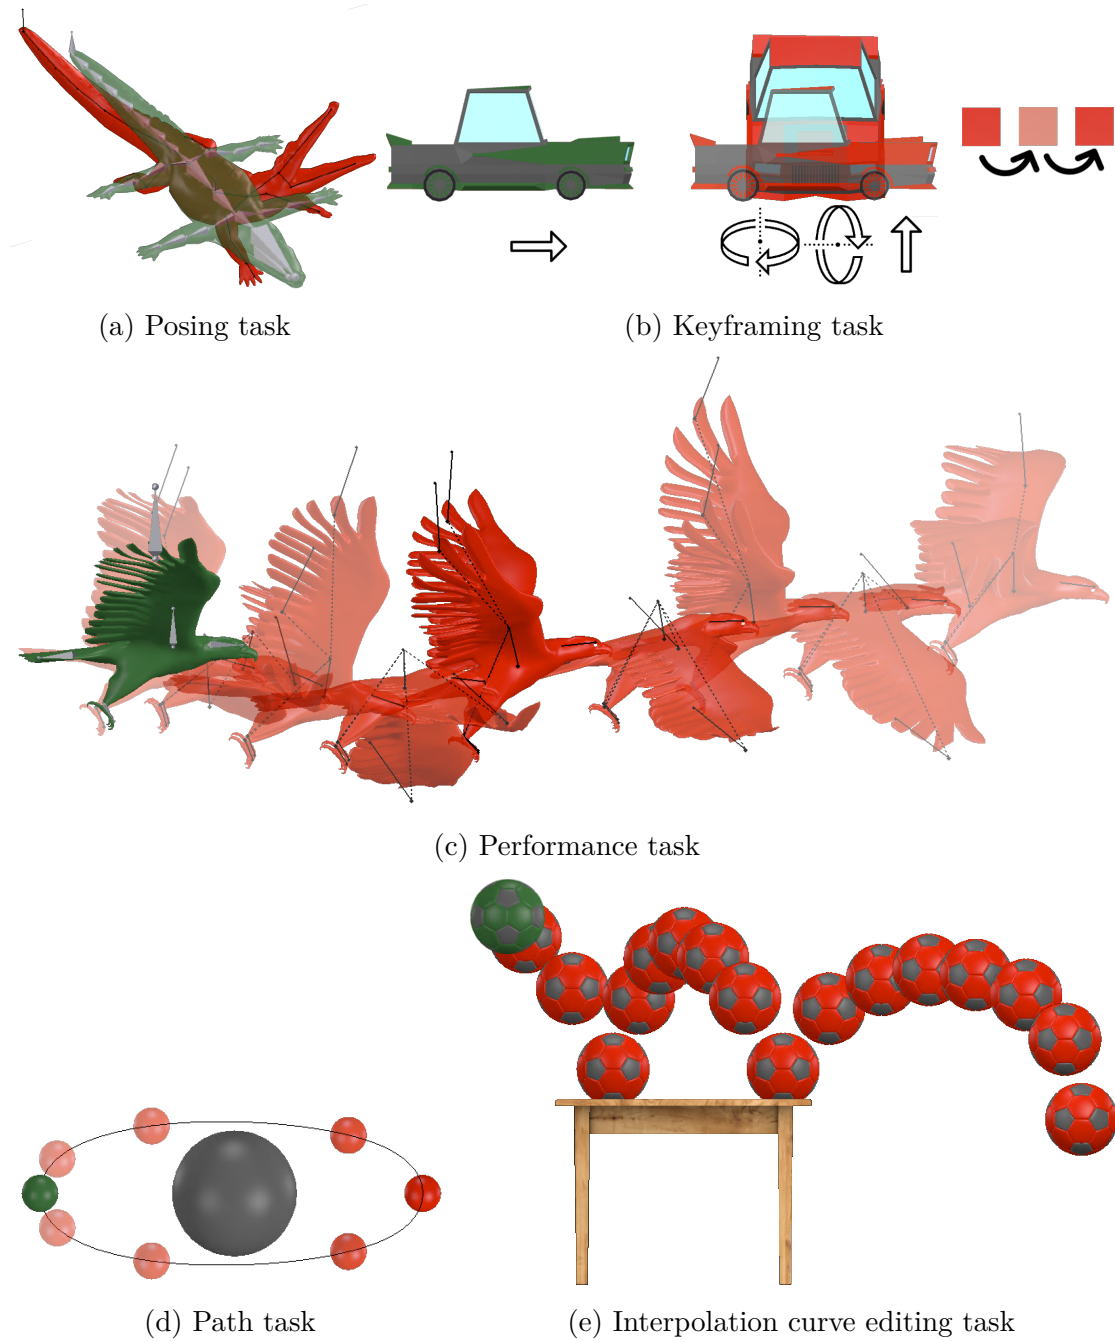 (a) Posing task
(b) Keyframing task
(c) Performance task
(d) Path task
(e) Interpolation curve editing task